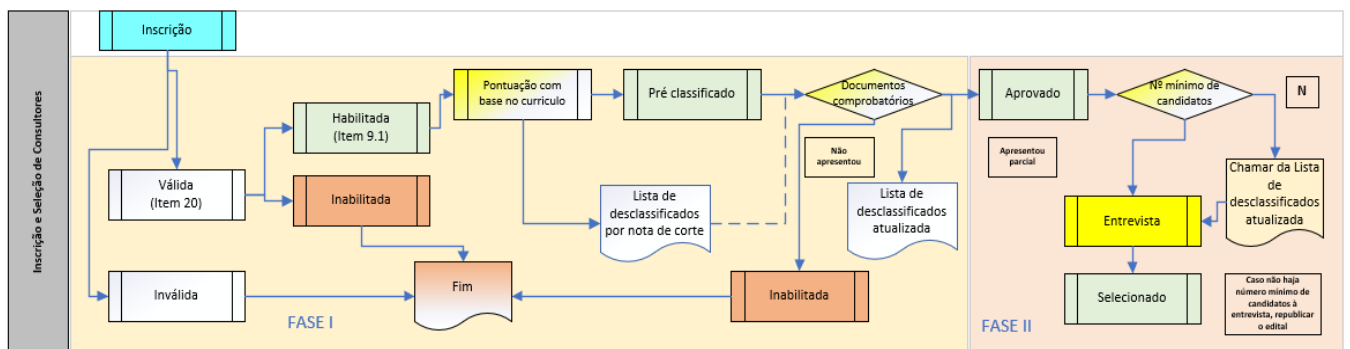 Inscrição e Seleção de Consultores
Inscrição
Pontuação com
base no curriculo
Pré classificado
Documentos
comprobatórios
Aprovado
Nº mínimo de
candidatos
N
Habilitada
(Item 9.1)
Não
apresentou
Apresentou
parcial
Válida
(Item 20)
Inabilitada
Lista de
desclassificados
por nota de corte
Lista de
desclassificados
atualizada
Entrevista
Chamar da Lista
de
desclassificados
atualizada
Inválida
Fim
Inabilitada
Selecionado
Caso não haja
número mínimo de
candidatos à
entrevista, republicar
o edital
FASE I
FASE II